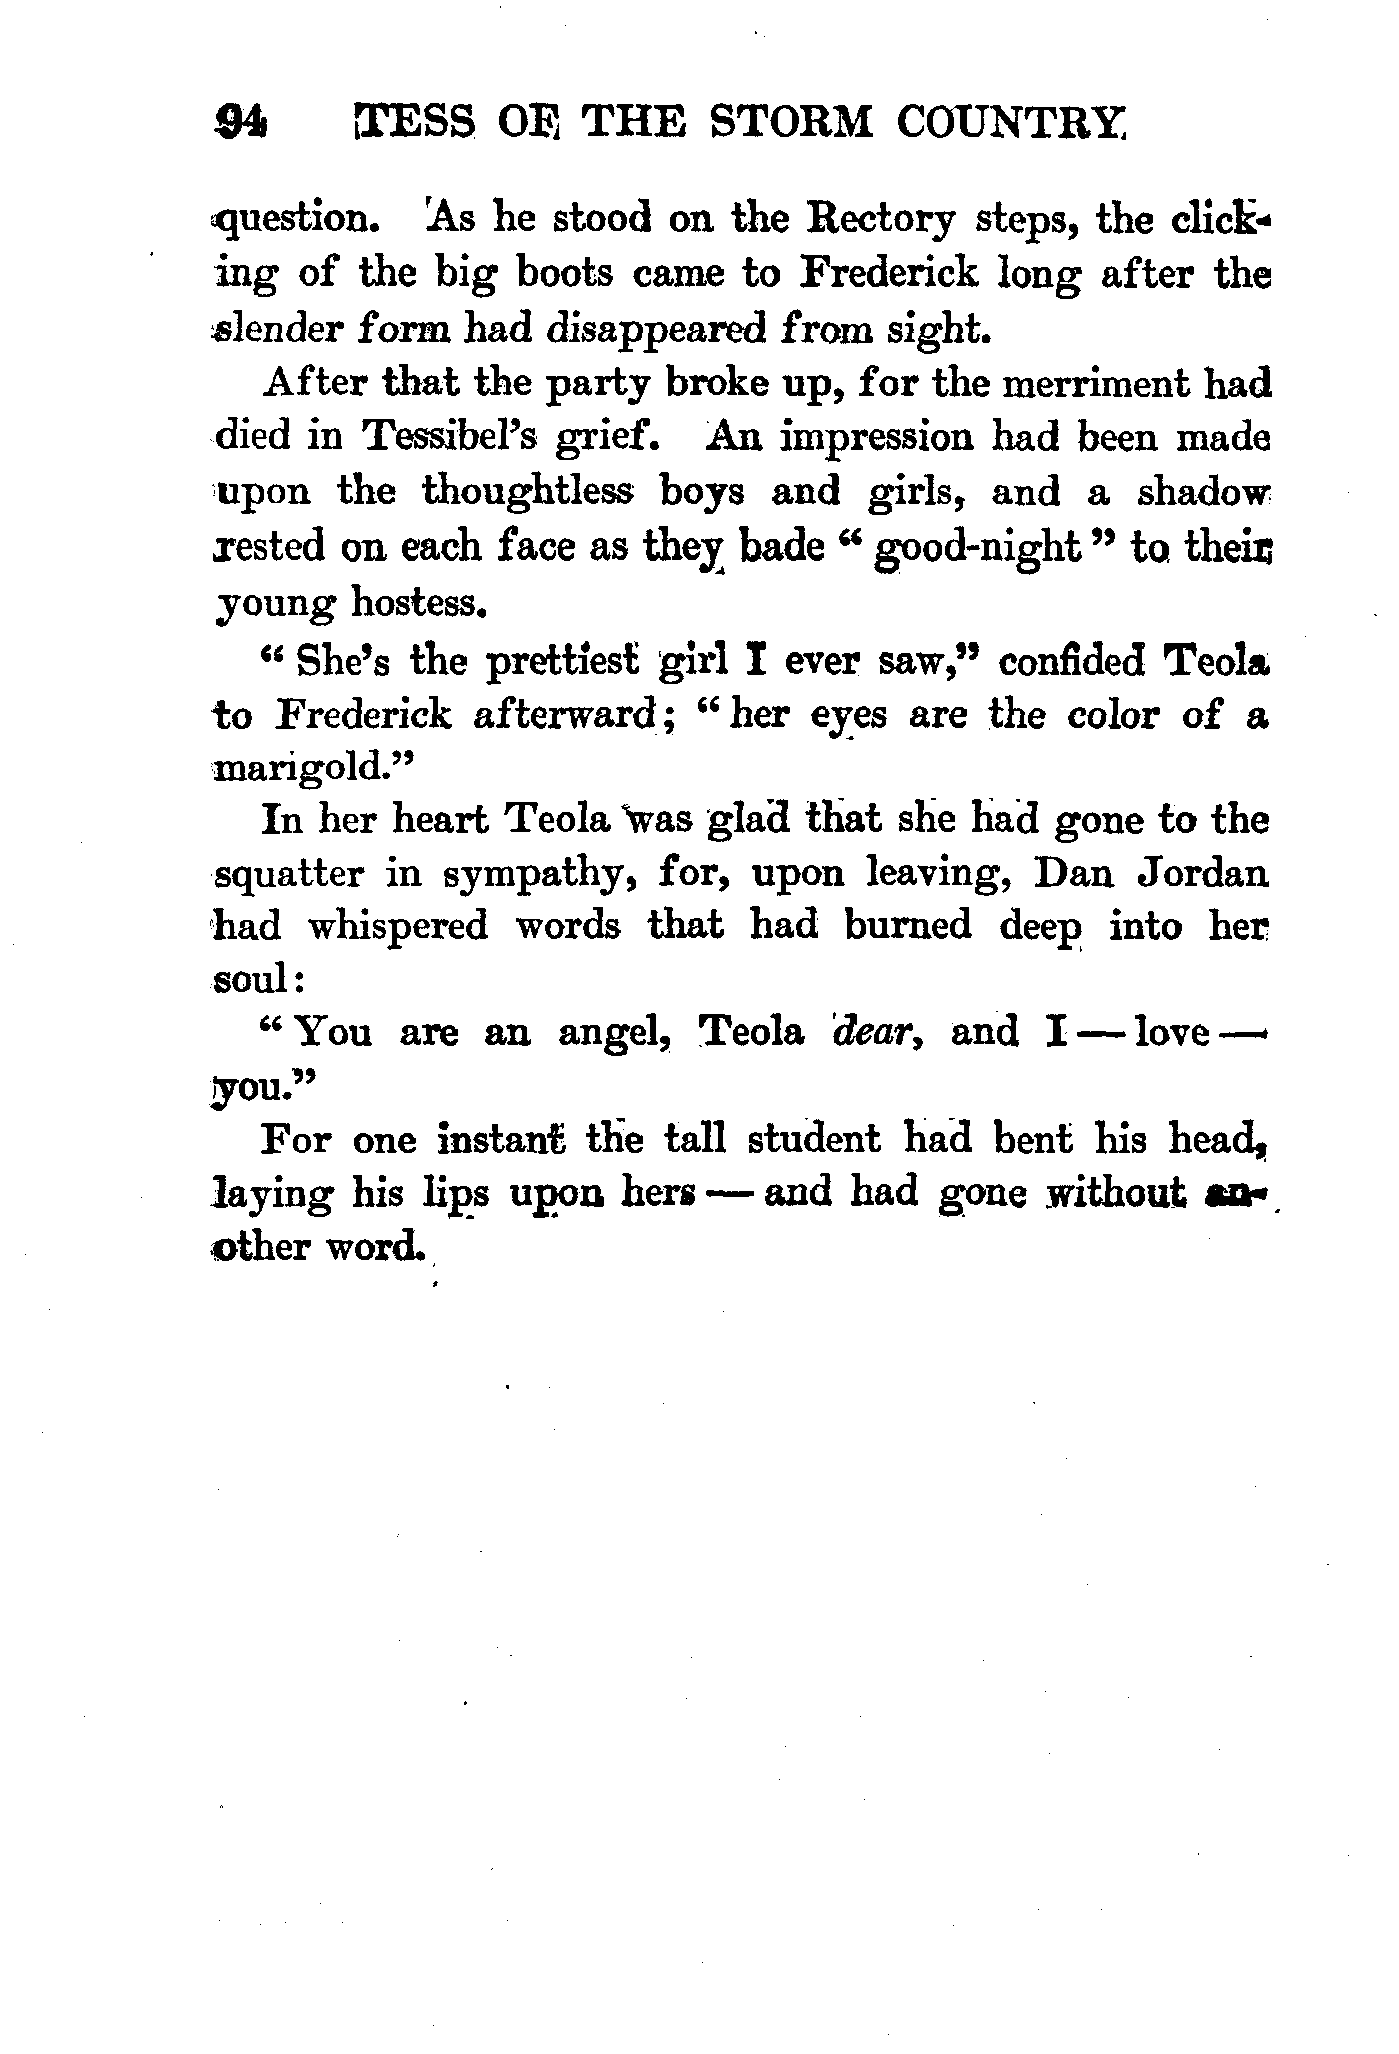 94 TESS OF THE STORM COUNTRY
question. As he stood on the Rectory steps, the click-
ing of the big boots came to Frederick long after the
slender form had disappeared from sight.
After that the party broke up, for the merriment had
died in Tessibel's grief. An impression had been made
upon the thoughtless boys and girls, and a shadow
rested on each face as they bade “ good-night ” to their
young hostess.
“ She's the prettiest girl I ever saw,” confided Teola
to Frederick afterward; “ her eyes are the color of a
marigold.”
In her heart Teola was glad that she had gone to the
squatter in sympathy, for, upon leaving, Dan Jordan
had whispered words that had burned deep into her
soul:
“ You are an angel, Teola dear, and I — love —
you.”
For one instant the tall student had bent his head,
laying his lips upon hers — and had gone without an-
other word.